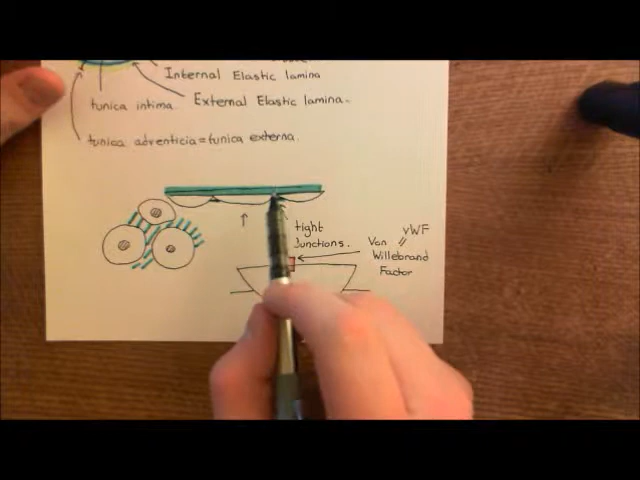 Internal Elastic lamina
tunica intima.
External Elastic lamina.
tunica adventicia = tunica externa.
tight
Junctions.
vWF
Von
Willebrand
Factor